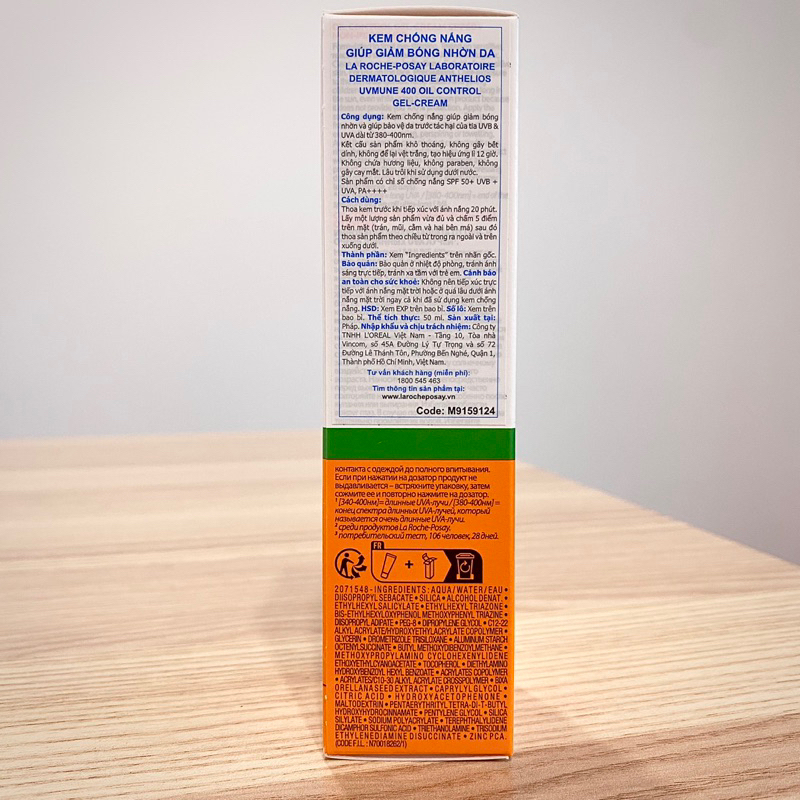 KEM CHỐNG NẮNG
GIÚP GIẢM BÓNG NHỜN DA
LA ROCHE-POSAY LABORATOIRE
DERMATOLOGIQUE ANTHELIOS
UVMUNE 400 OIL CONTROL
GEL-CREAM
Công dụng: Kem chống nắng giúp giảm bóng
nhờn và giúp bảo vệ da trước tác hại của tia UVB &
UVA dài từ 380-400nm.
Kết cấu sản phẩm khô thoáng, không gây bết
dính, không để lại vệt trắng, tạo hiệu ứng lì 12 giờ.
Không chứa hương liệu, không paraben, không
gây cay mắt. Lâu trôi khi sử dụng dưới nước.
Sản phẩm có chỉ số chống nắng SPF 50+ UVB +
UVA, PA++++
Cách dùng:
Thoa kem trước khi tiếp xúc với ánh nắng 20 phút.
Lấy một lượng sản phẩm vừa đủ và chấm 5 điểm
trên mặt (trán, mũi, cằm và hai bên má) sau đó
thoa sản phẩm theo chiều từ trong ra ngoài và trên
xuống dưới.
Thành phần: Xem "Ingredients" trên nhãn gốc.
Bảo quản: Bảo quản ở nhiệt độ phòng, tránh ánh
sáng trực tiếp, tránh xa tầm với trẻ em. Cảnh báo
an toàn cho sức khoẻ: Không nên tiếp xúc trực
tiếp với ánh nắng mặt trời hoặc ở quá lâu dưới ánh
nắng mặt trời ngay cả khi đã sử dụng kem chống
nắng. HSD: Xem EXP trên bao bì. Số lô: Xem trên
bao bì. Thể tích thực: 50 ml. Sản xuất tại:
Pháp. Nhập khẩu và chịu trách nhiệm: Công ty
TNHH L'OREAL Việt Nam - Tầng 10, Tòa nhà
Vincom, số 45A Đường Lý Tự Trọng và số 72
Đường Lê Thánh Tôn, Phường Bến Nghé, Quận 1,
Thành phố Hồ Chí Minh, Việt Nam.
Tư vấn khách hàng (miễn phí):
1800 545 463
Tìm thông tin sản phẩm tại:
www.larocheposay.vn
Code: M9159124
контакта с одеждой до полного впитывания.
Если при нажатии на дозатор продукт не
выдавливается – встряхните упаковку, затем
сожмите ее и повторно нажмите на дозатор.
¹ [340-400нм]= длинные UVA-лучи / [380-400нм] =
конец спектра длинных UVA-лучей, который
называется очень длинные UVA-лучи.
² среди продуктов La Roche-Posay.
³ потребительский тест, 106 человек, 28 дней.
FR
+
2071548 - INGREDIENTS: AQUA / WATER / EAU •
DIISOPROPYL SEBACATE • SILICA • ALCOHOL DENAT. •
ETHYLHEXYL SALICYLATE • ETHYLHEXYL TRIAZONE •
BIS-ETHYLHEXYLOXYPHENOL METHOXYPHENYL TRIAZINE •
DIISOPROPYL ADIPATE • PEG-8 • DIPROPYLENE GLYCOL • C12-22
ALKYL ACRYLATE/HYDROXYETHYLACRYLATE COPOLYMER •
GLYCERIN • DROMETRIZOLE TRISILOXANE • ALUMINUM STARCH
OCTENYLSUCCINATE • BUTYL METHOXYDIBENZOYLMETHANE •
METHOXYPROPYLAMINO CYCLOHEXENYLIDENE
ETHOXYETHYLCYANOACETATE • TOCOPHEROL • DIETHYLAMINO
HYDROXYBENZOYL HEXYL BENZOATE • ACRYLATES COPOLYMER
• ACRYLATES/C10-30 ALKYL ACRYLATE CROSSPOLYMER • BIXA
ORELLANA SEED EXTRACT • CAPRYLYL GLYCOL •
CITRIC ACID • HYDROXYACETOPHENONE •
MALTODEXTRIN • PENTAERYTHRITYL TETRA-DI-T-BUTYL
HYDROXYHYDROCINNAMATE • PENTYLENE GLYCOL • SILICA
SILYLATE • SODIUM POLYACRYLATE • TEREPHTHALYLIDENE
DICAMPHOR SULFONIC ACID • TRIETHANOLAMINE • TRISODIUM
ETHYLENEDIAMINE DISUCCINATE • ZINC PCA.
(CODE F.I.L. : N70018262/1)